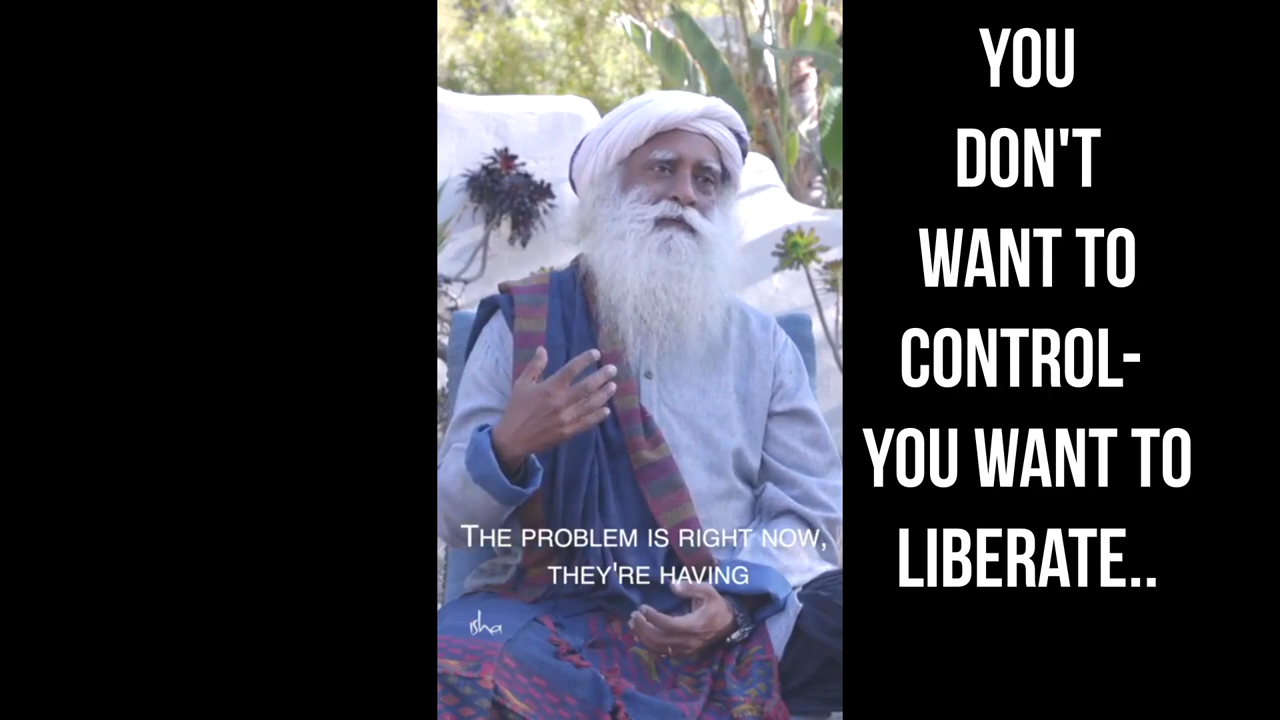 THE PROBLEM IS RIGHT NOW,
THEY'RE HAVING
isha
YOU
DON'T
WANT TO
CONTROL-
YOU WANT TO
LIBERATE..